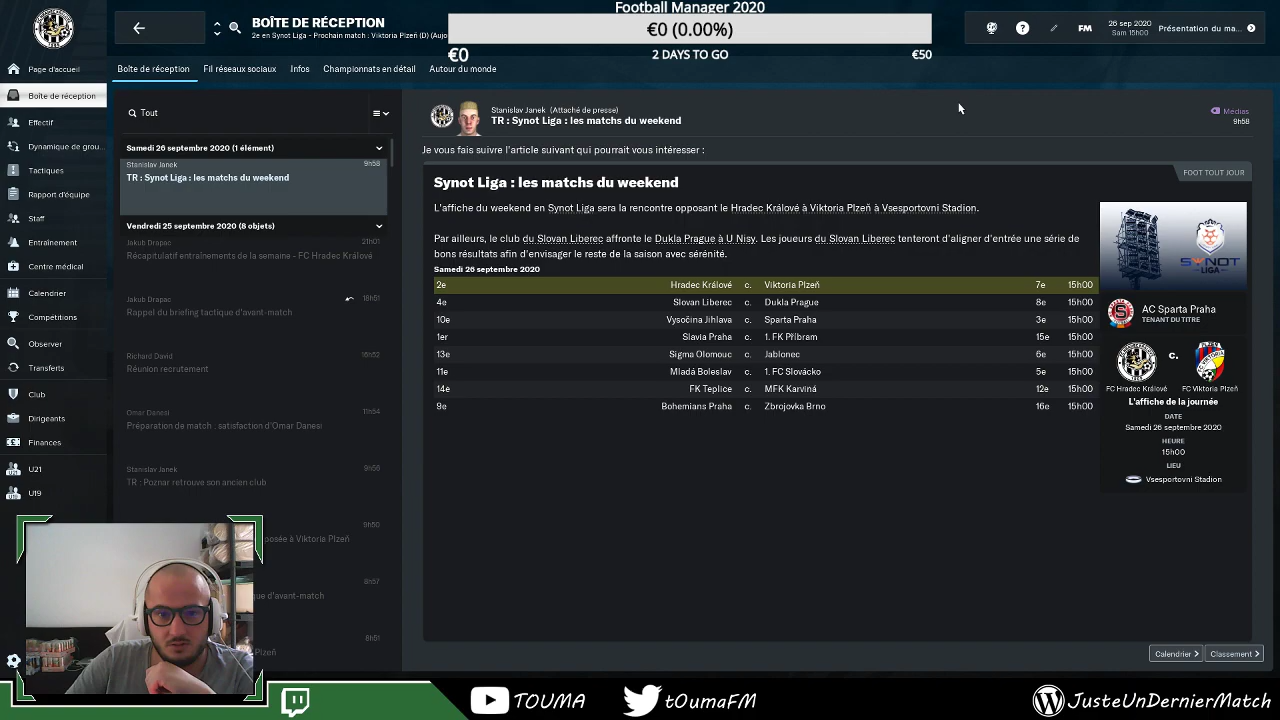 Football Manager 2020
€0 (0.00%)
€0
2 DAYS TO GO
€50
BOÎTE DE RÉCEPTION
2e en Synot Liga - Prochain match : Viktoria Plzeň (D) (Aujo
FM
26 sep 2020
Sam 15h00
Présentation du ma...
Page d'accueil
Boîte de réception
Effectif
Dynamique de grou...
Tactiques
Rapport d'équipe
Staff
Entraînement
Centre médical
Calendrier
Compétitions
Observer
Transferts
Club
Dirigeants
Finances
U21
U19
Boîte de réception
Fil réseaux sociaux
Infos
Championnats en détail
Autour du monde
Tout
Samedi 26 septembre 2020 (1 élément)
Stanislav Janek 9h58
TR : Synot Liga : les matchs du weekend
Vendredi 25 septembre 2020 (8 objets)
Jakub Drapac 21h01
Récapitulatif entraînements de la semaine - FC Hradec Králové
Jakub Drapac 18h51
Rappel du briefing tactique d'avant-match
Richard David 16h52
Réunion recrutement
Omar Danesi 11h54
Préparation de match : satisfaction d'Omar Danesi
Stanislav Janek 9h59
TR : Poznar retrouve son ancien club
9h50
posée à Viktoria Plzeň
8h57
que d'avant-match
8h51
Plzeň
Stanislav Janek (Attaché de presse)
TR : Synot Liga : les matchs du weekend
Médias
9h58
Je vous fais suivre l'article suivant qui pourrait vous intéresser :
FOOT TOUT JOUR
Synot Liga : les matchs du weekend
L'affiche du weekend en Synot Liga sera la rencontre opposant le Hradec Králové à Viktoria Plzeň à Vsesportovni Stadion.
Par ailleurs, le club du Slovan Liberec affronte le Dukla Prague à U Nisy. Les joueurs du Slovan Liberec tenteront d'aligner d'entrée une série de
bons résultats afin d'envisager le reste de la saison avec sérénité.
Samedi 26 septembre 2020
2e Hradec Králové c. Viktoria Plzeň 7e 15h00
4e Slovan Liberec c. Dukla Prague 8e 15h00
10e Vysočina Jihlava c. Sparta Praha 3e 15h00
1er Slavia Praha c. 1. FK Příbram 15e 15h00
13e Sigma Olomouc c. Jablonec 6e 15h00
11e Mladá Boleslav c. 1. FC Slovácko 5e 15h00
14e FK Teplice c. MFK Karviná 12e 15h00
9e Bohemians Praha c. Zbrojovka Brno 16e 15h00
SYNOT
LIGA
AC Sparta Praha
TENANT DU TITRE
c.
FC Hradec Králové FC Viktoria Plzeň
L'affiche de la journée
DATE
Samedi 26 septembre 2020
HEURE
15h00
LIEU
Vsesportovni Stadion
Calendrier
Classement
TOUMA
tOumaFM
JusteUnDernierMatch